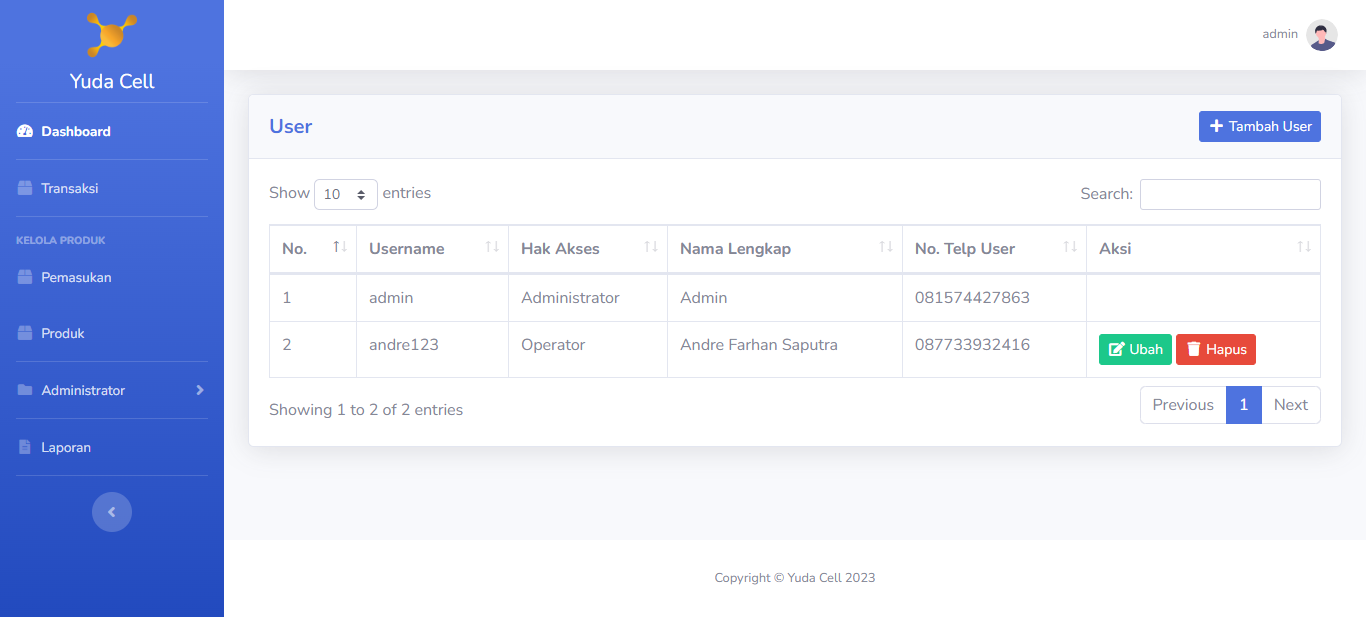 Yuda Cell
Dashboard
Transaksi
KELOLA PRODUK
Pemasukan
Produk
Administrator
Laporan
admin
User
Tambah User
Show 10 entries
Search:
No. Username Hak Akses Nama Lengkap No. Telp User Aksi
1 admin Administrator Admin 081574427863
2 andre123 Operator Andre Farhan Saputra 087733932416 Ubah Hapus
Showing 1 to 2 of 2 entries
Previous 1 Next
Copyright © Yuda Cell 2023